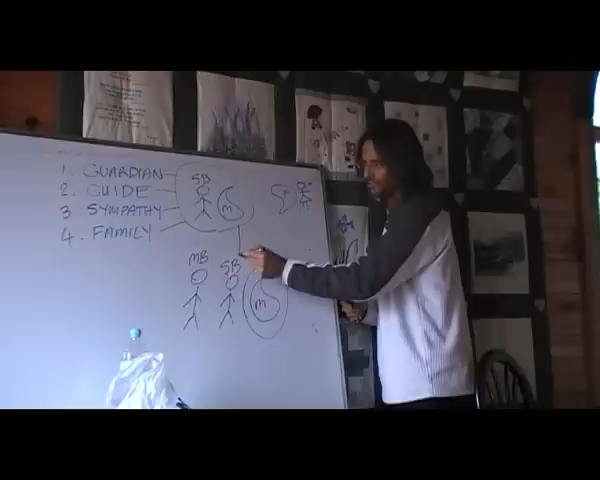 1. GUARDIAN
2. GUIDE
3 SYMPATHY
4. FAMILY
SB
m
MB
SB
m